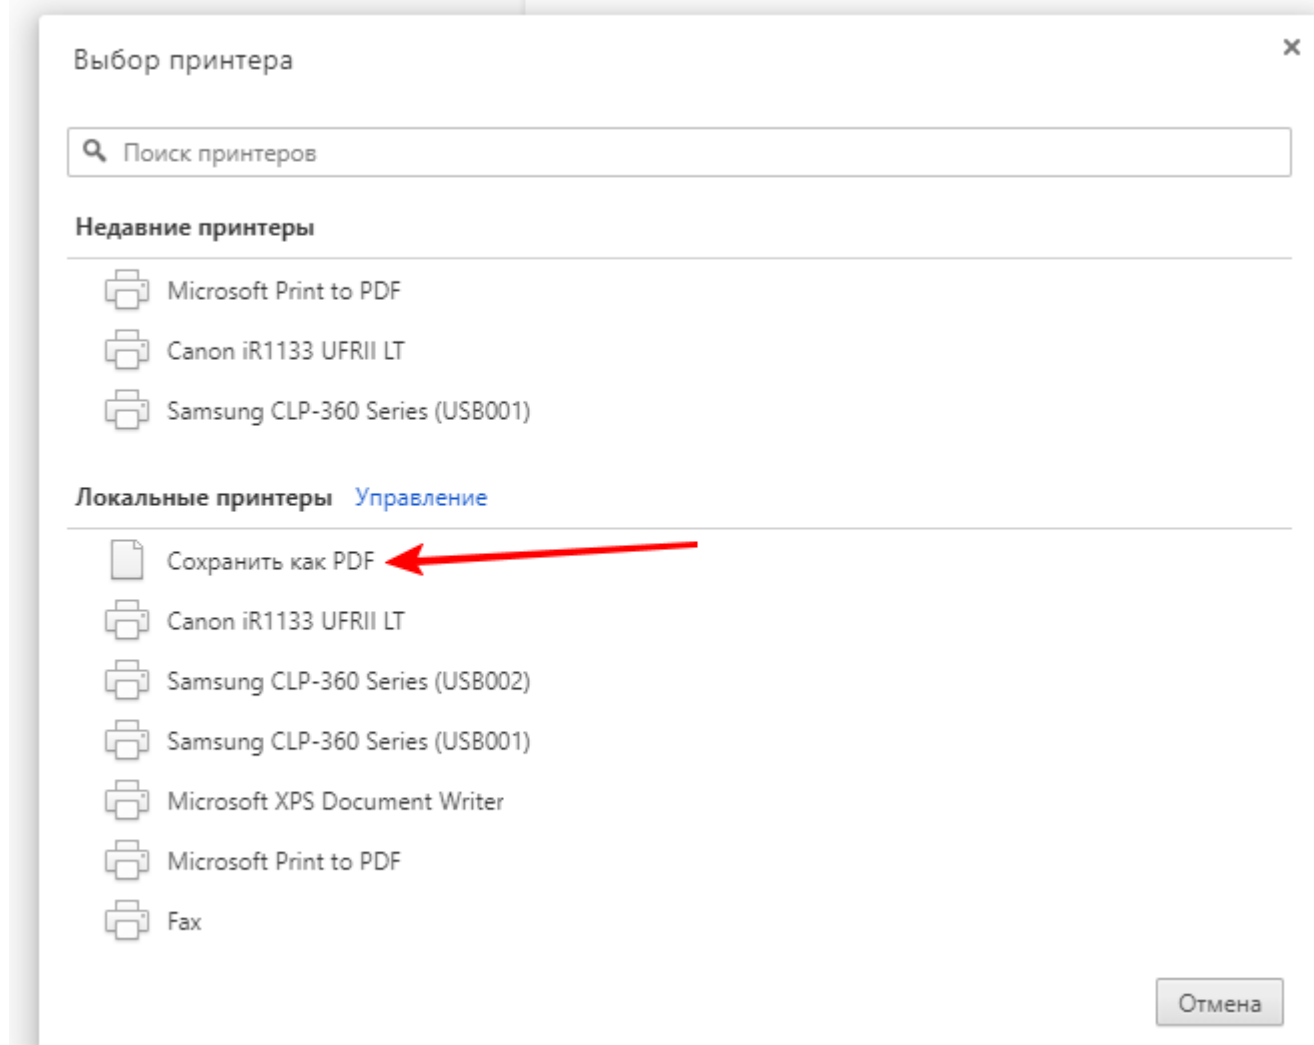 Выбор принтера
Поиск принтеров
Недавние принтеры
Microsoft Print to PDF
Canon iR1133 UFRII LT
Samsung CLP-360 Series (USB001)
Локальные принтеры Управление
Сохранить как PDF
Canon iR1133 UFRII LT
Samsung CLP-360 Series (USB002)
Samsung CLP-360 Series (USB001)
Microsoft XPS Document Writer
Microsoft Print to PDF
Fax
Отмена